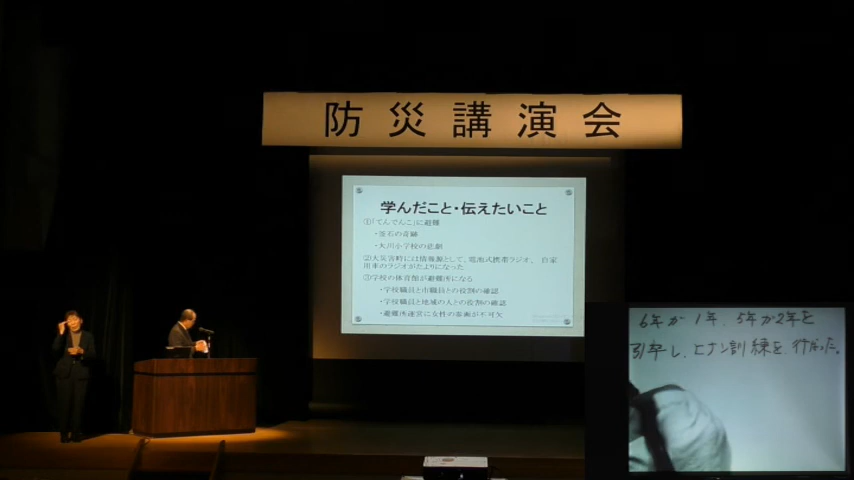 防災講演会
学んだこと・伝えたいこと
①「てんでんこ」に避難
・釜石の奇跡
・大川小学校の悲劇
②大災害時には情報源として、電池式携帯ラジオ、自家
用車のラジオがたよりになった
③学校の体育館が避難所になる
・学校職員と市職員との役割の確認
・学校職員と地域の人との役割の確認
・避難所運営に女性の参画が不可欠
6年が1年、5年が2年を
引卒し、ヒナン訓練を行なった。